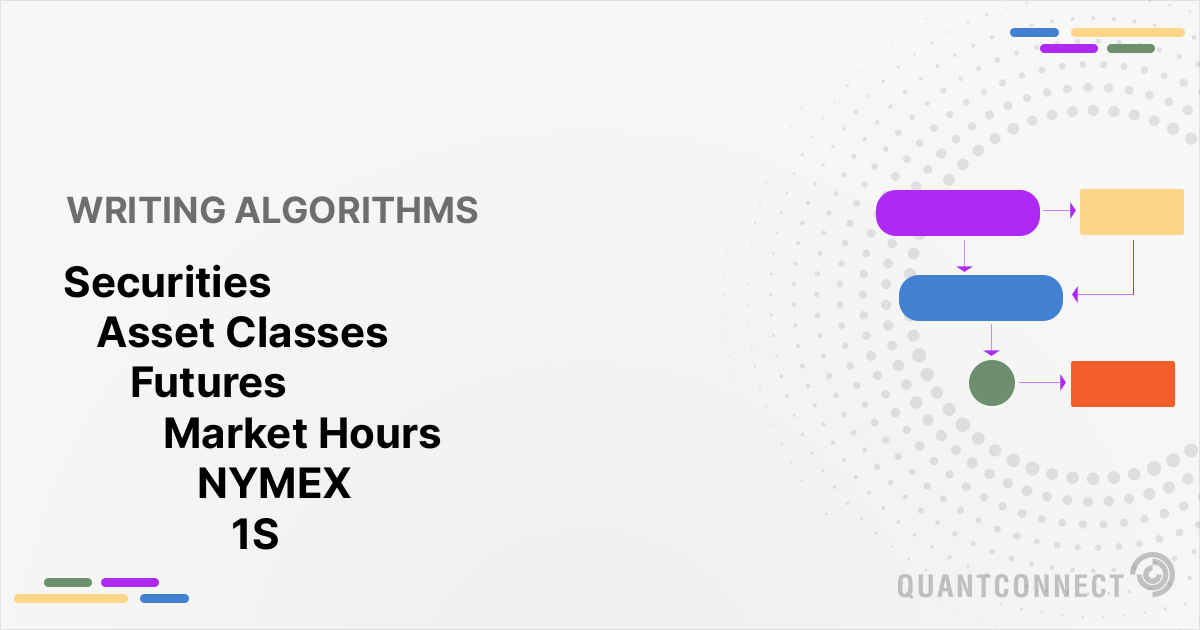 WRITING ALGORITHMS
Securities
Asset Classes
Futures
Market Hours
NYMEX
1S
QUANTCONNECT